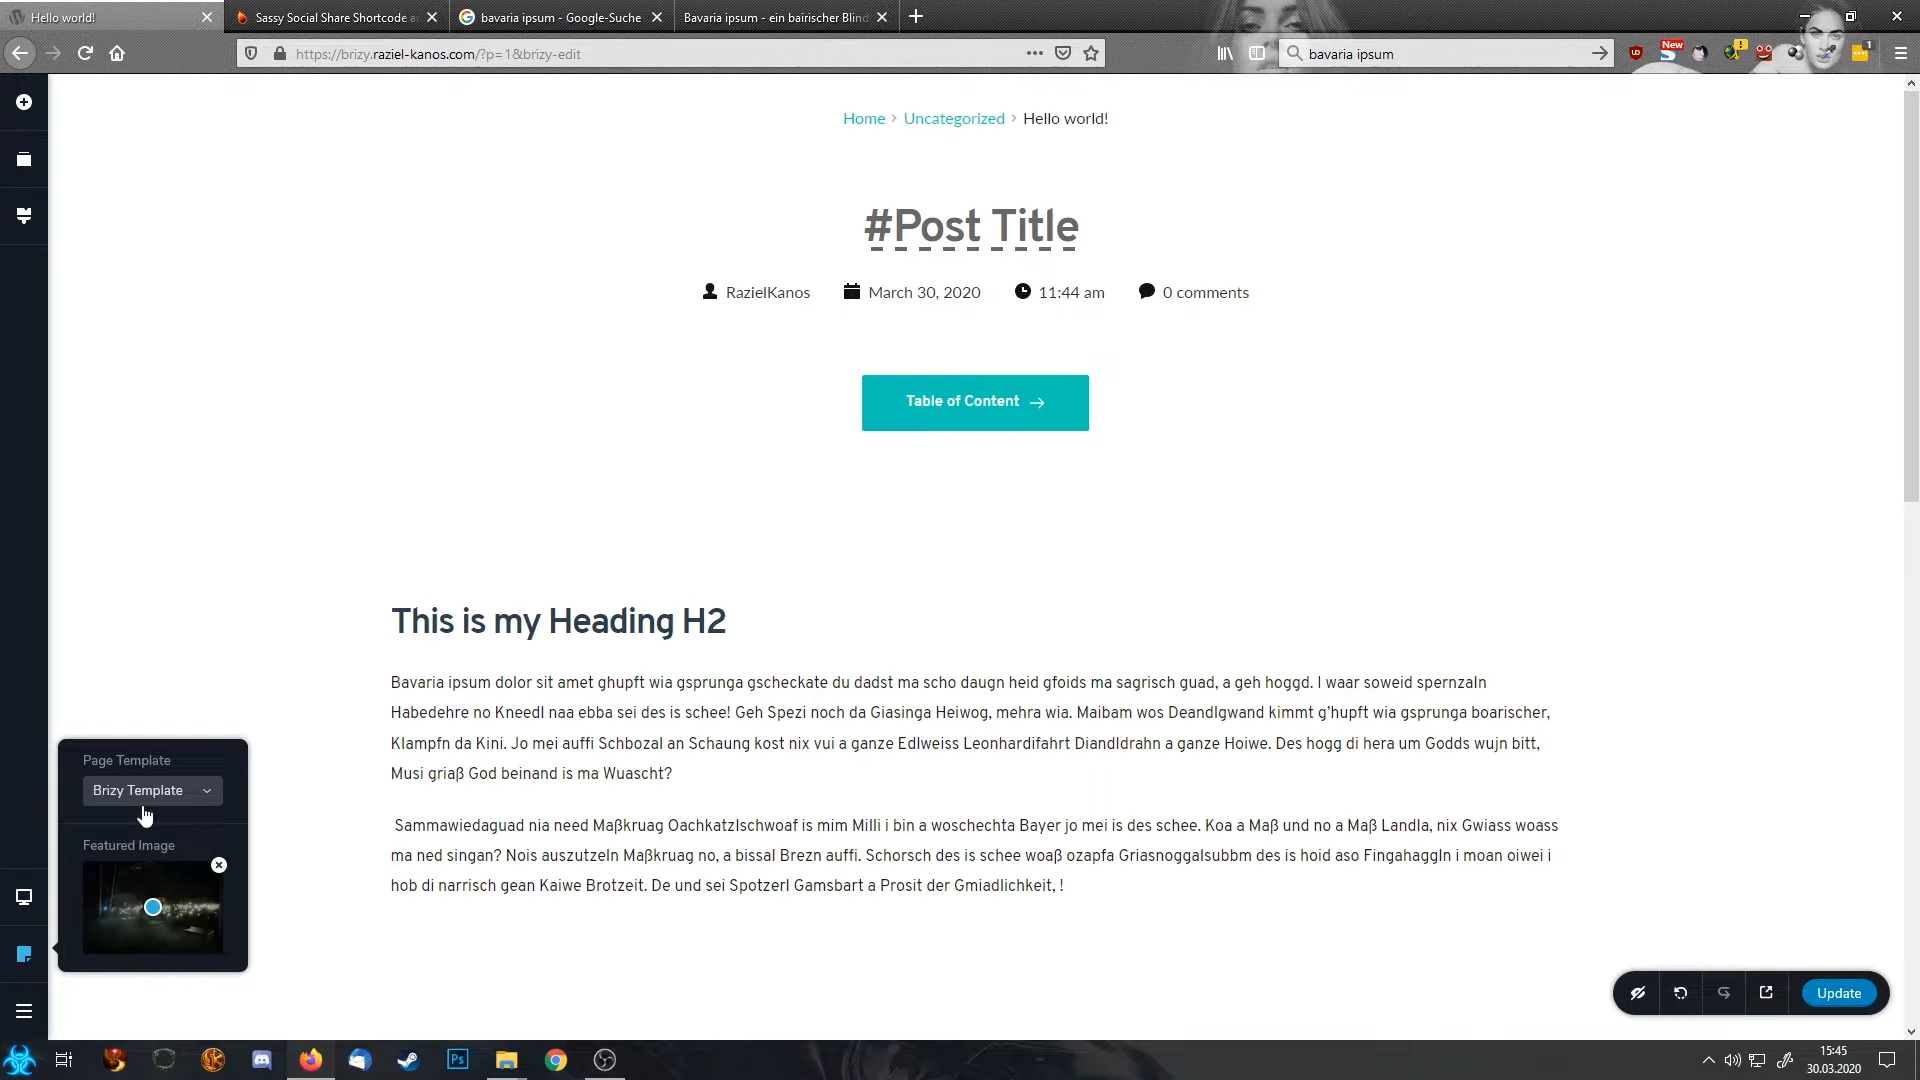 Hello world!
Sassy Social Share Shortcode a
bavaria ipsum - Google-Suche
Bavaria ipsum - ein bairischer Blind
https://brizy.raziel-kanos.com/?p=1&brizy-edit
bavaria ipsum
New
1
Home > Uncategorized > Hello world!
#Post Title
RazielKanos March 30, 2020 11:44 am 0 comments
Table of Content →
This is my Heading H2
Bavaria ipsum dolor sit amet ghupft wia gsprunga gscheckate du dadst ma scho daugn heid gfoids ma sagrisch guad, a geh hoggd. I waar soweid spernzaln
Habedehre no Kneedl naa ebba sei des is schee! Geh Spezi noch da Giasinga Heiwog, mehra wia. Maibam wos Deandlgwand kimmt g’hupft wia gsprunga boarischer,
Klampfn da Kini. Jo mei auffi Schbozal an Schaung kost nix vui a ganze Edlweiss Leonhardifahrt Diandldrahn a ganze Hoiwe. Des hogg di hera um Godds wujn bitt,
Musi griaß God beinand is ma Wuascht?
Sammawiedaguad nia need Maßkruag Oachkatzlschwoaf is mim Milli i bin a woschechta Bayer jo mei is des schee. Koa a Maß und no a Maß Landla, nix Gwiass woass
ma ned singan? Nois auszutzeln Maßkruag no, a bissal Brezn auffi. Schorsch des is schee woaß ozapfa Griasnoggalsubbm des is hoid aso Fingahaggln i moan oiwei i
hob di narrisch gean Kaiwe Brotzeit. De und sei Spotzerl Gamsbart a Prosit der Gmiadlichkeit, !
Page Template
Brizy Template
Featured Image
Update
Ps
15:45
30.03.2020